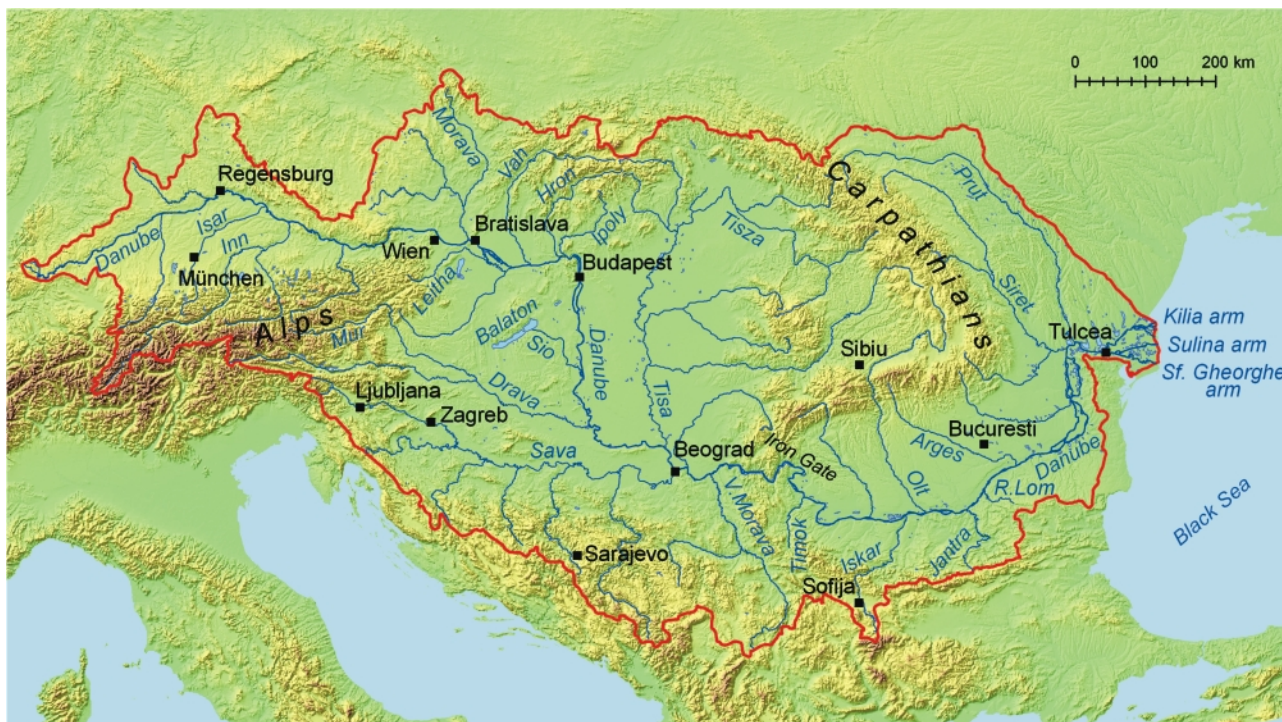 0 100 200 km
Morava
Vah
Hron
Ipoly
Regensburg
Danube
Isar
Inn
München
Wien
Bratislava
Budapest
Leitha
Alps
Mur
Balaton
Sio
Danube
Tisza
Tisa
Carpathians
Prut
Siret
Tulcea
Kilia arm
Sulina arm
Sf. Gheorghe
arm
Sibiu
Ljubljana
Zagreb
Drava
Sava
Beograd
Iron Gate
Bucuresti
Arges
Olt
Danube
R.Lom
V.Morava
Timok
Iskar
Jantra
Sarajevo
Sofija
Black Sea